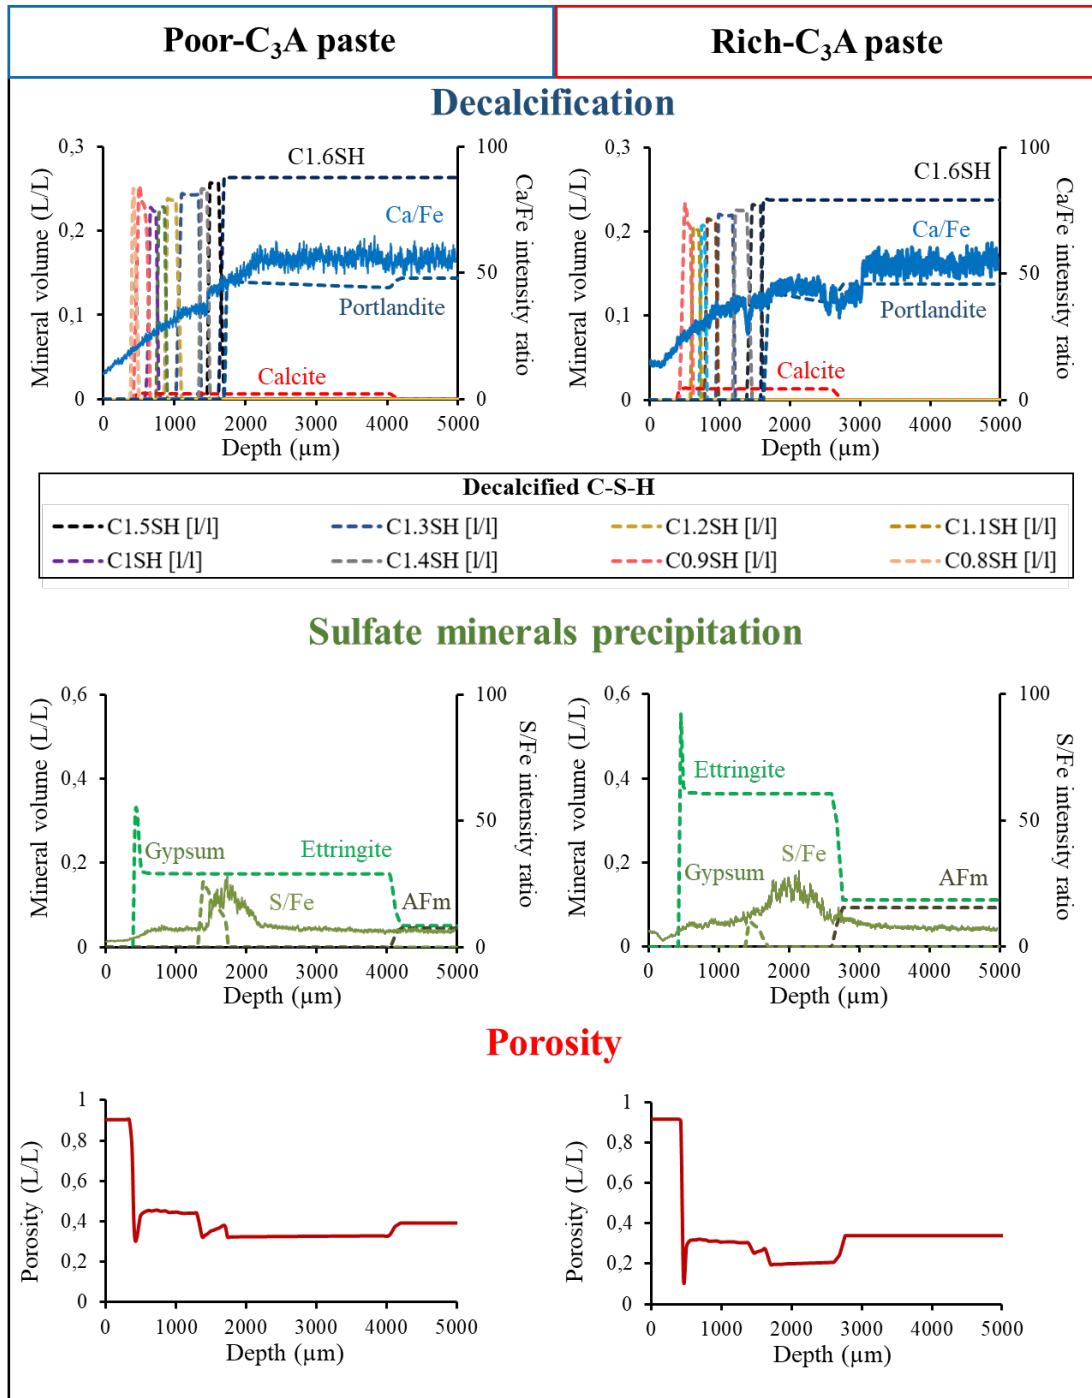 Poor-C₃A paste
Rich-C₃A paste
Decalcification
Mineral volume (L/L)
0,3
0,2
0,1
0
C1.6SH
Ca/Fe
Portlandite
Calcite
100
50
0
Ca/Fe intensity ratio
0 1000 2000 3000 4000 5000
Depth (µm)
Mineral volume (L/L)
0,3
0,2
0,1
0
C1.6SH
Ca/Fe
Portlandite
Calcite
100
50
0
Ca/Fe intensity ratio
0 1000 2000 3000 4000 5000
Depth (µm)
Decalcified C-S-H
C1.5SH [l/l] C1.3SH [l/l] C1.2SH [l/l] C1.1SH [l/l]
C1SH [l/l] C1.4SH [l/l] C0.9SH [l/l] C0.8SH [l/l]
Sulfate minerals precipitation
Mineral volume (L/L)
0,6
0,4
0,2
0
Gypsum
Ettringite
S/Fe
AFm
100
50
0
S/Fe intensity ratio
0 1000 2000 3000 4000 5000
Depth (µm)
Mineral volume (L/L)
0,6
0,4
0,2
0
Ettringite
S/Fe
Gypsum
AFm
100
50
0
S/Fe intensity ratio
0 1000 2000 3000 4000 5000
Depth (µm)
Porosity
Porosity (L/L)
1
0,8
0,6
0,4
0,2
0
0 1000 2000 3000 4000 5000
Depth (µm)
Porosity (L/L)
1
0,8
0,6
0,4
0,2
0
0 1000 2000 3000 4000 5000
Depth (µm)